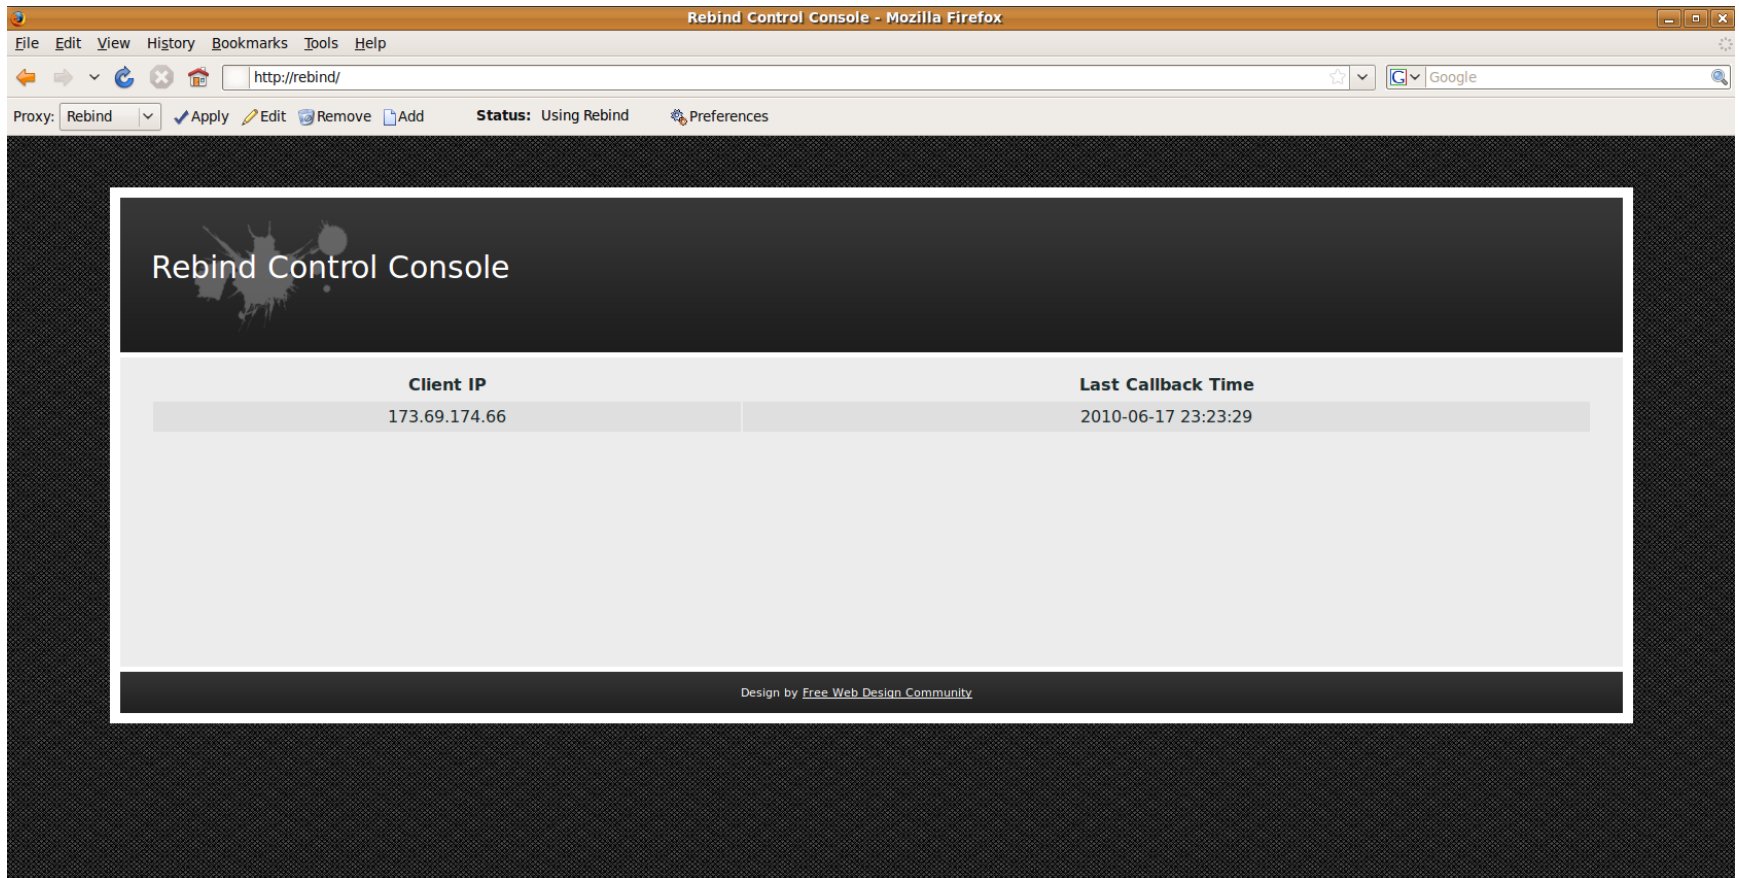 Rebind Control Console - Mozilla Firefox
File Edit View History Bookmarks Tools Help
http://rebind/
Google
Proxy: Rebind Apply Edit Remove Add Status: Using Rebind Preferences
Rebind Control Console
Client IP Last Callback Time
173.69.174.66 2010-06-17 23:23:29
Design by Free Web Design Community